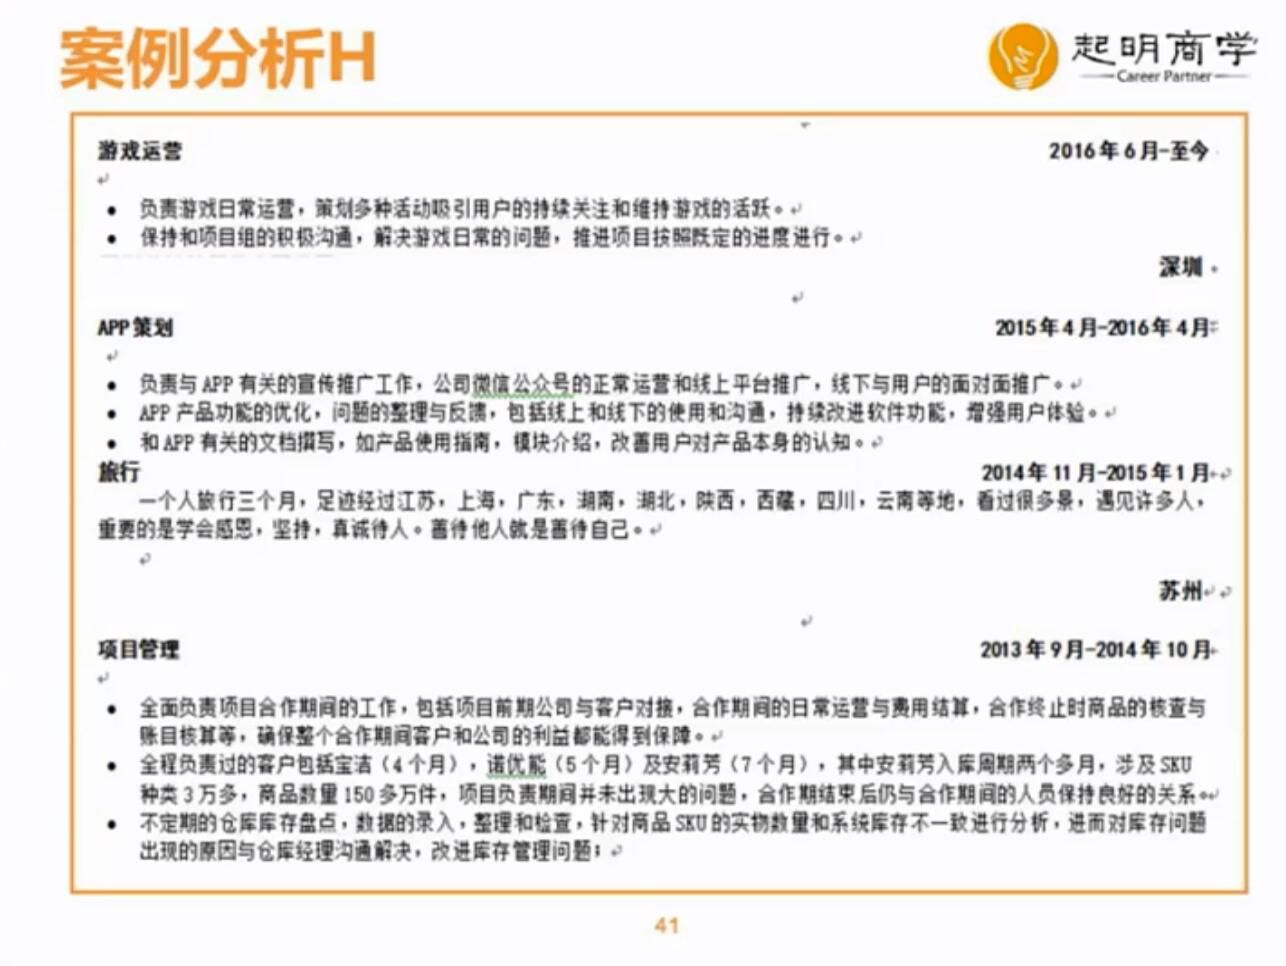 案例分析H
起明商学
Career Partner
游戏运营 2016年6月-至今
负责游戏日常运营，策划多种活动吸引用户的持续关注和维持游戏的活跃。
保持和项目组的积极沟通，解决游戏日常的问题，推进项目按照既定的进度进行。
深圳
APP策划 2015年4月-2016年4月
负责与APP有关的宣传推广工作，公司微信公众号的正常运营和线上平台推广，线下与用户的面对面推广。
APP产品功能的优化，问题的整理与反馈，包括线上和线下的使用和沟通，持续改进软件功能，增强用户体验。
和APP有关的文档撰写，如产品使用指南，模块介绍，改善用户对产品本身的认知。
旅行 2014年11月-2015年1月
一个人旅行三个月，足迹经过江苏，上海，广东，湖南，湖北，陕西，西藏，四川，云南等地，看过很多景，遇见许多人，
重要的是学会感恩，坚持，真诚待人。善待他人就是善待自己。
苏州
项目管理 2013年9月-2014年10月
全面负责项目合作期间的工作，包括项目前期公司与客户对接，合作期间的日常运营与费用结算，合作终止时商品的核查与
账目核算等，确保整个合作期间客户和公司的利益都能得到保障。
全程负责过的客户包括宝洁（4个月），诺优能（5个月）及安莉芳（7个月），其中安莉芳入库周期两个多月，涉及SKU
种类3万多，商品数量150多万件，项目负责期间并未出现大的问题，合作期结束后仍与合作期间的人员保持良好的关系。
不定期的仓库库存盘点，数据的录入，整理和检查，针对商品SKU的实物数量和系统库存不一致进行分析，进而对库存问题
出现的原因与仓库经理沟通解决，改进库存管理问题；
41